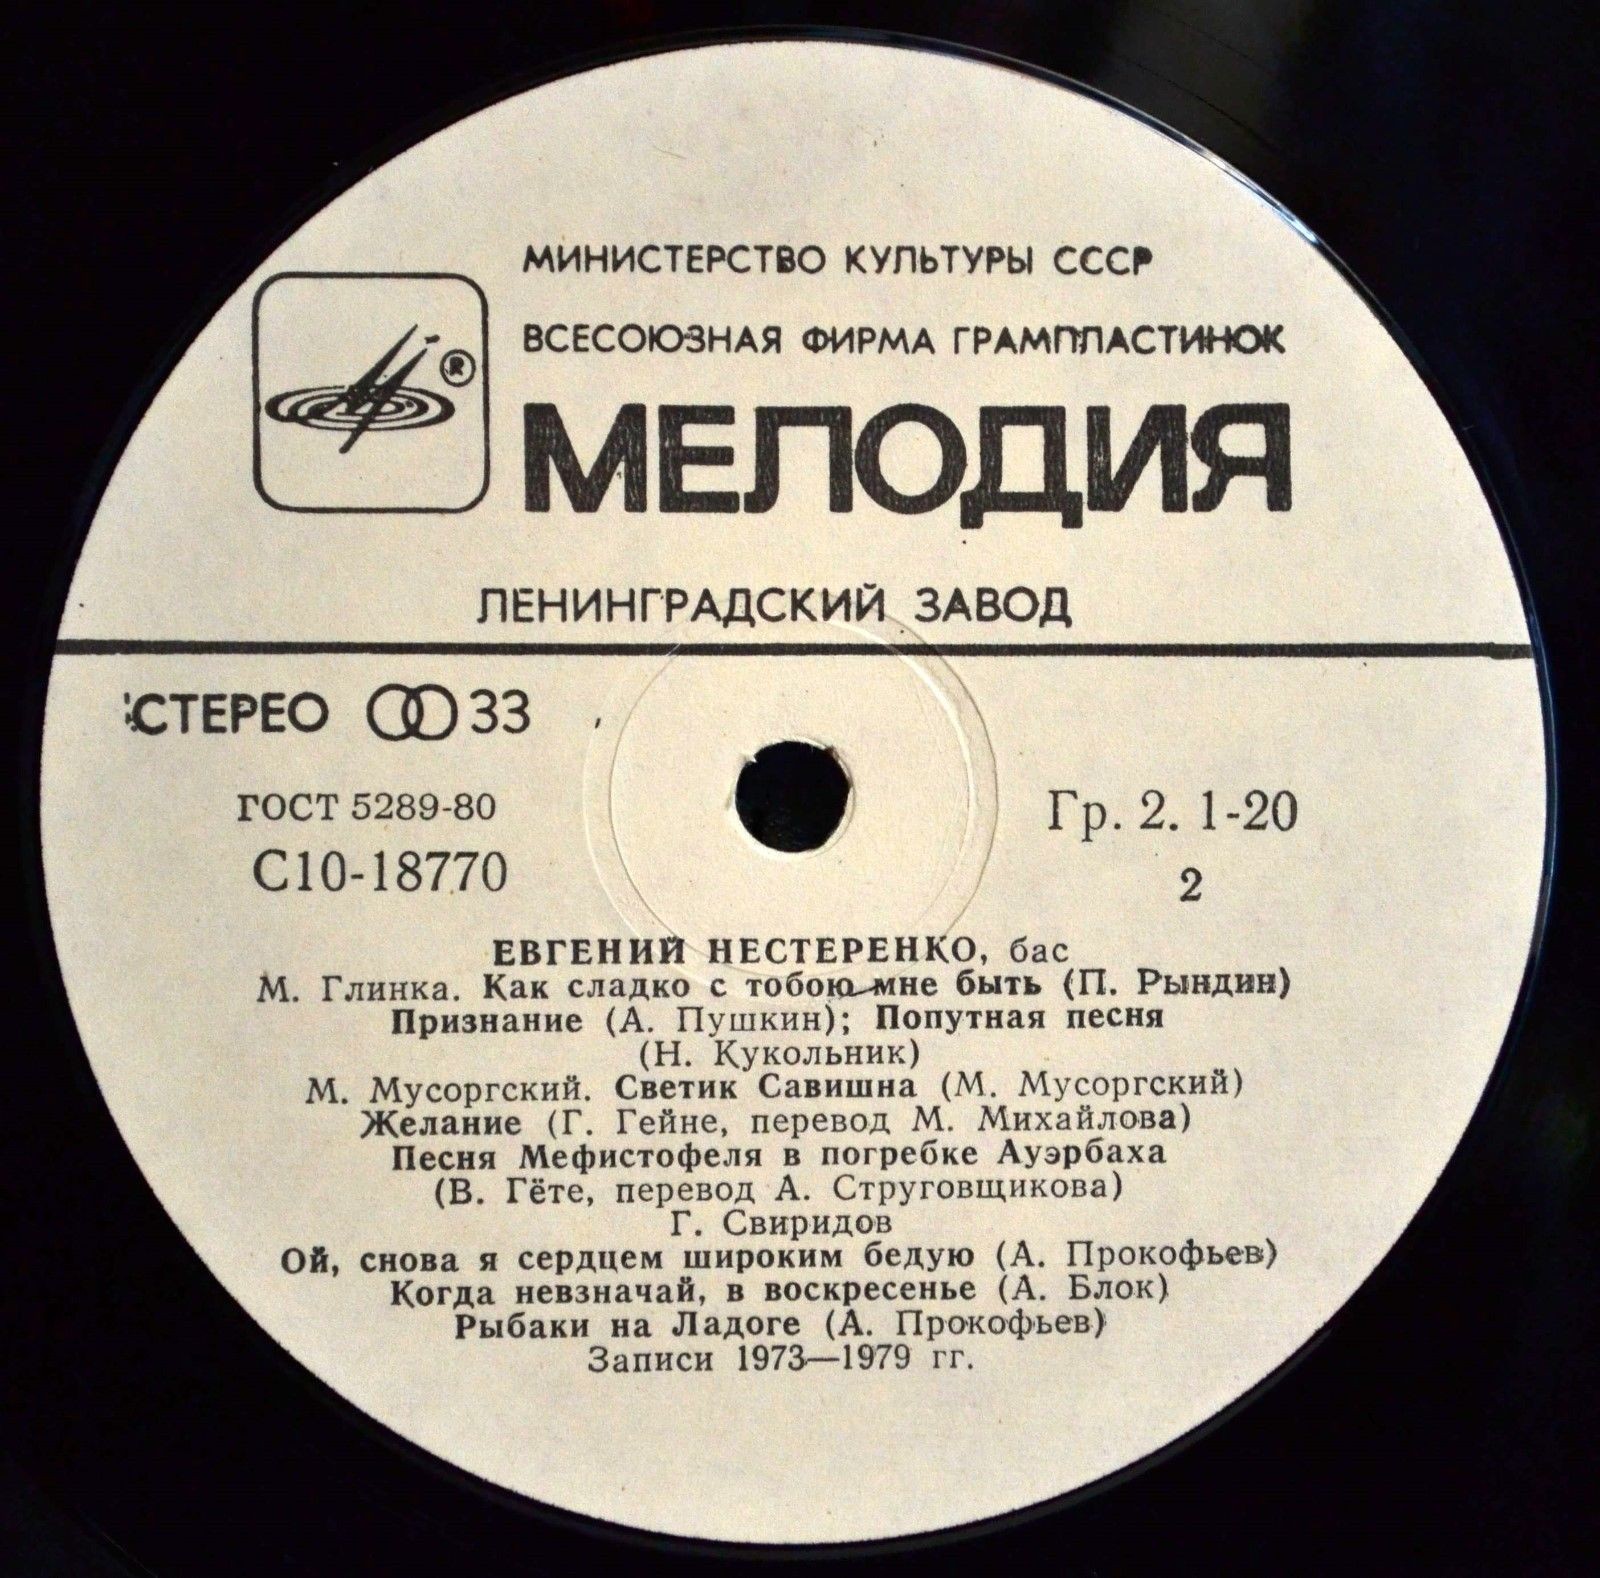 МИНИСТЕРСТВО КУЛЬТУРЫ СССР
ВСЕСОЮЗНАЯ ФИРМА ГРАМПЛАСТИНОК
®
МЕЛОДИЯ
ЛЕНИНГРАДСКИЙ ЗАВОД
СТЕРЕО 33
ГОСТ 5289-80
Гр. 2. 1-20
С10-18770
2
ЕВГЕНИЙ НЕСТЕРЕНКО, бас
М. Глинка. Как сладко с тобою мне быть (П. Рындин)
Признание (А. Пушкин); Попутная песня
(Н. Кукольник)
М. Мусоргский. Светик Савишна (М. Мусоргский)
Желание (Г. Гейне, перевод М. Михайлова)
Песня Мефистофеля в погребке Ауэрбаха
(В. Гёте, перевод А. Струговщикова)
Г. Свиридов
Ой, снова я сердцем широким бедую (А. Прокофьев)
Когда невзначай, в воскресенье (А. Блок)
Рыбаки на Ладоге (А. Прокофьев)
Записи 1973—1979 гг.